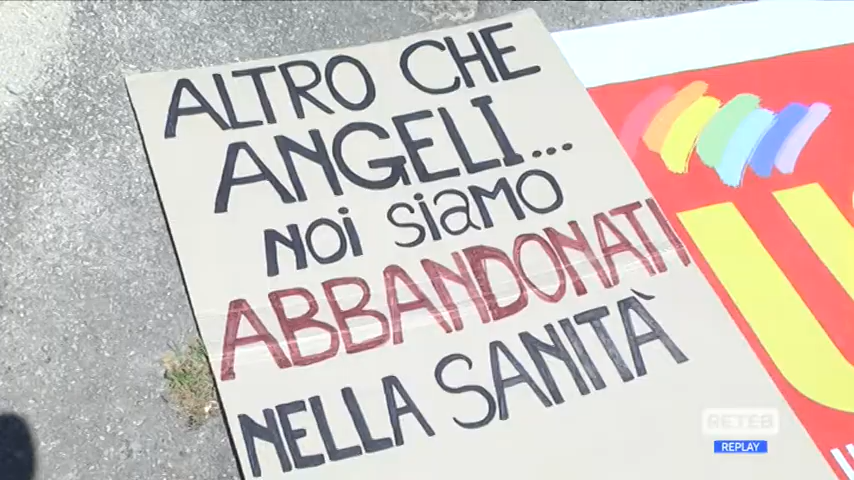 ALTRO CHE
ANGELI...
NOI SIAMO
ABBANDONATI
NELLA SANITÀ
RETE8
REPLAY